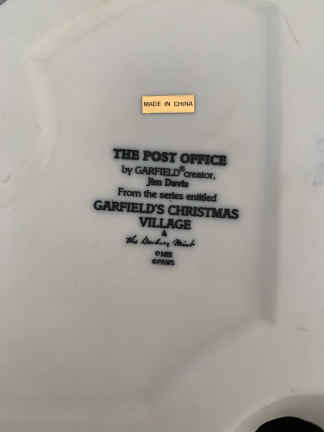 MADE IN CHINA
THE POST OFFICE
by GARFIELD® creator,
Jim Davis
From the series entitled
GARFIELD'S CHRISTMAS
VILLAGE
&
The Danbury Mint